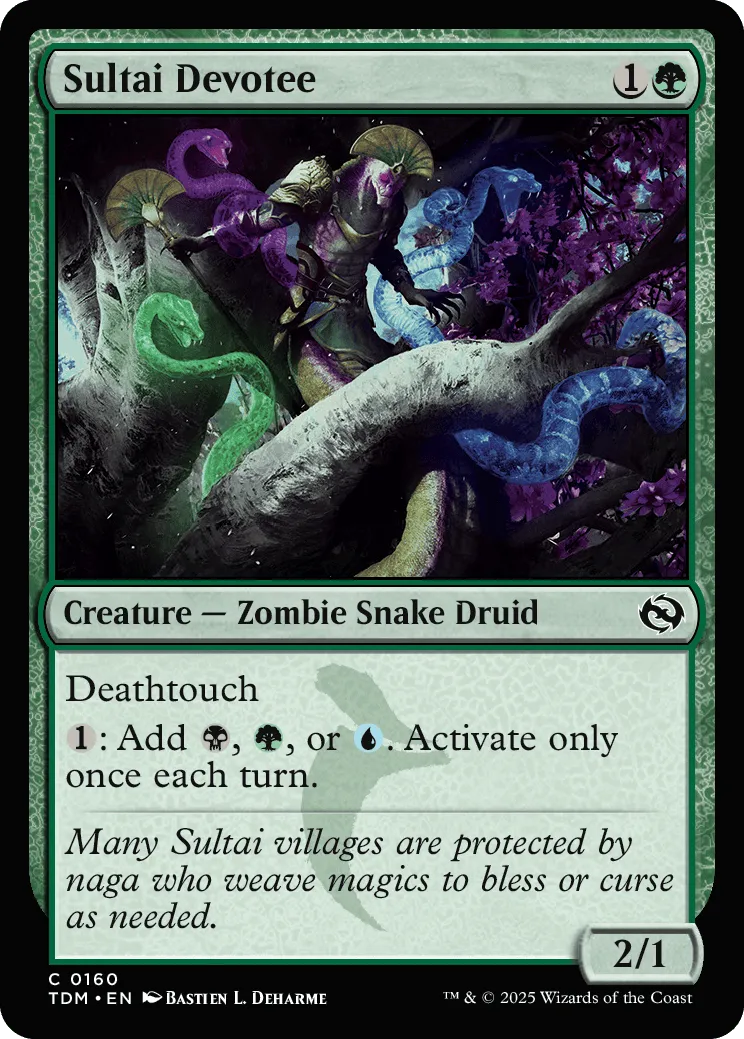 Sultai Devotee 1
Creature — Zombie Snake Druid
Deathtouch
1: Add , , or . Activate only
once each turn.
Many Sultai villages are protected by
naga who weave magics to bless or curse
as needed.
2/1
C 0160
TDM • EN Bastien L. Deharme
™ & © 2025 Wizards of the Coast